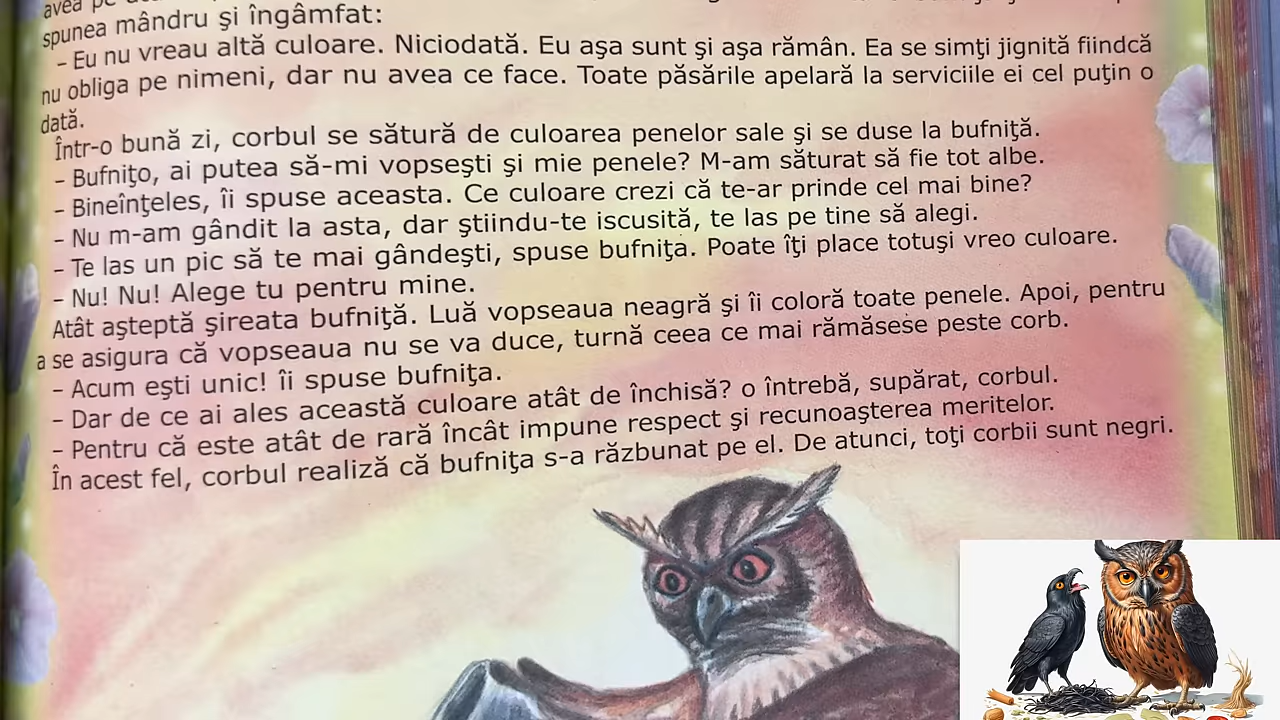 spunea mândru şi îngâmfat:
– Eu nu vreau altă culoare. Niciodată. Eu aşa sunt şi aşa rămân. Ea se simţi jignită fiindcă
nu obliga pe nimeni, dar nu avea ce face. Toate păsările apelară la serviciile ei cel puţin o
dată.
Într-o bună zi, corbul se sătură de culoarea penelor sale şi se duse la bufniţă.
– Bufniţo, ai putea să-mi vopseşti şi mie penele? M-am săturat să fie tot albe.
– Bineînţeles, îi spuse aceasta. Ce culoare crezi că te-ar prinde cel mai bine?
– Nu m-am gândit la asta, dar ştiindu-te iscusită, te las pe tine să alegi.
– Te las un pic să te mai gândeşti, spuse bufniţa. Poate îţi place totuşi vreo culoare.
– Nu! Nu! Alege tu pentru mine.
Atât aşteptă şireata bufniţă. Luă vopseaua neagră şi îi coloră toate penele. Apoi, pentru
a se asigura că vopseaua nu se va duce, turnă ceea ce mai rămăsese peste corb.
– Acum eşti unic! îi spuse bufniţa.
– Dar de ce ai ales această culoare atât de închisă? o întrebă, supărat, corbul.
– Pentru că este atât de rară încât impune respect şi recunoaşterea meritelor.
În acest fel, corbul realiză că bufniţa s-a răzbunat pe el. De atunci, toţi corbii sunt negri.